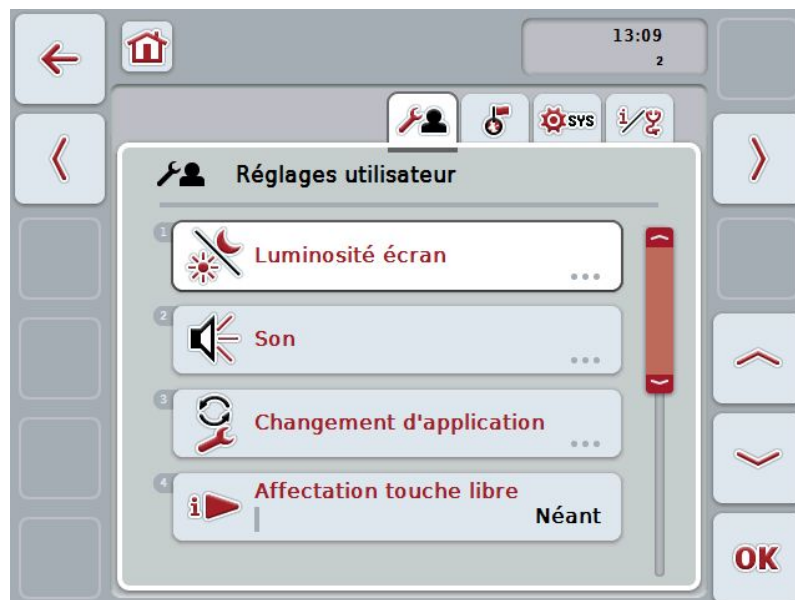 13:09
2
SYS
i
Réglages utilisateur
1
Luminosité écran
2
Son
3
Changement d'application
4
Affectation touche libre
i
Néant
OK